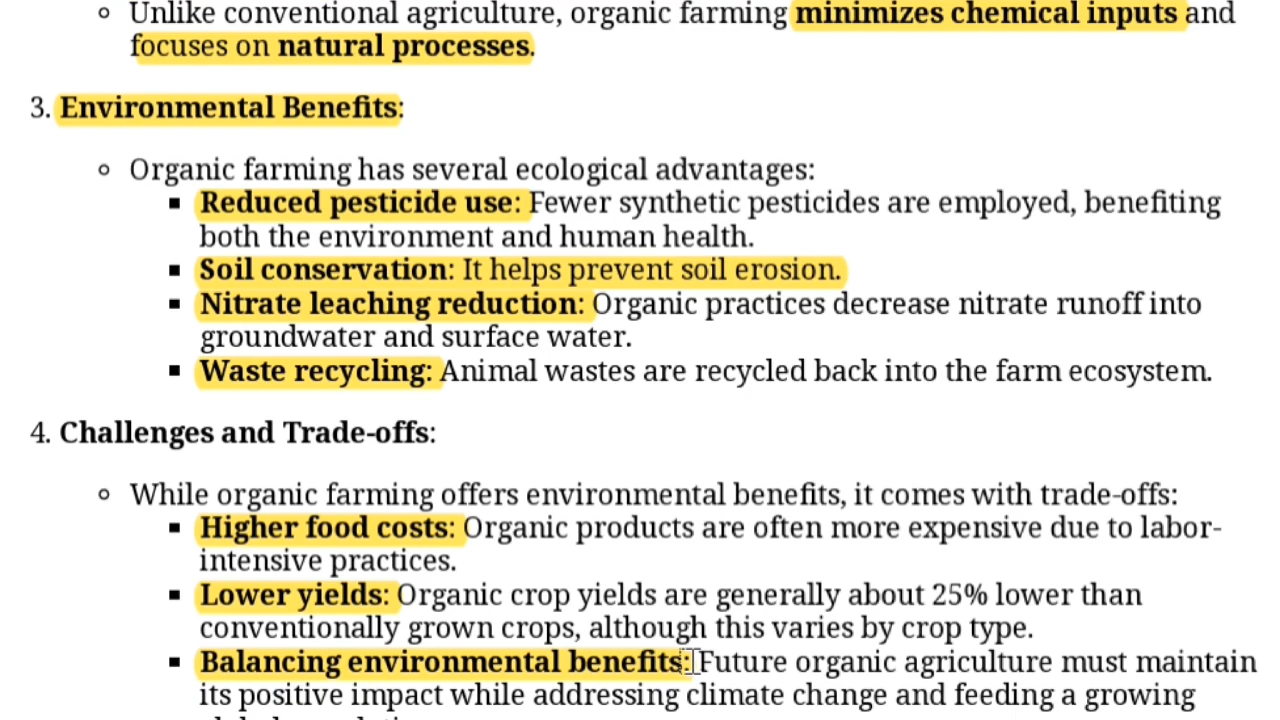 ◦ Unlike conventional agriculture, organic farming minimizes chemical inputs and
focuses on natural processes.
3. Environmental Benefits:
◦ Organic farming has several ecological advantages:
▪ Reduced pesticide use: Fewer synthetic pesticides are employed, benefiting
both the environment and human health.
▪ Soil conservation: It helps prevent soil erosion.
▪ Nitrate leaching reduction: Organic practices decrease nitrate runoff into
groundwater and surface water.
▪ Waste recycling: Animal wastes are recycled back into the farm ecosystem.
4. Challenges and Trade-offs:
◦ While organic farming offers environmental benefits, it comes with trade-offs:
▪ Higher food costs: Organic products are often more expensive due to labor-
intensive practices.
▪ Lower yields: Organic crop yields are generally about 25% lower than
conventionally grown crops, although this varies by crop type.
▪ Balancing environmental benefits: Future organic agriculture must maintain
its positive impact while addressing climate change and feeding a growing